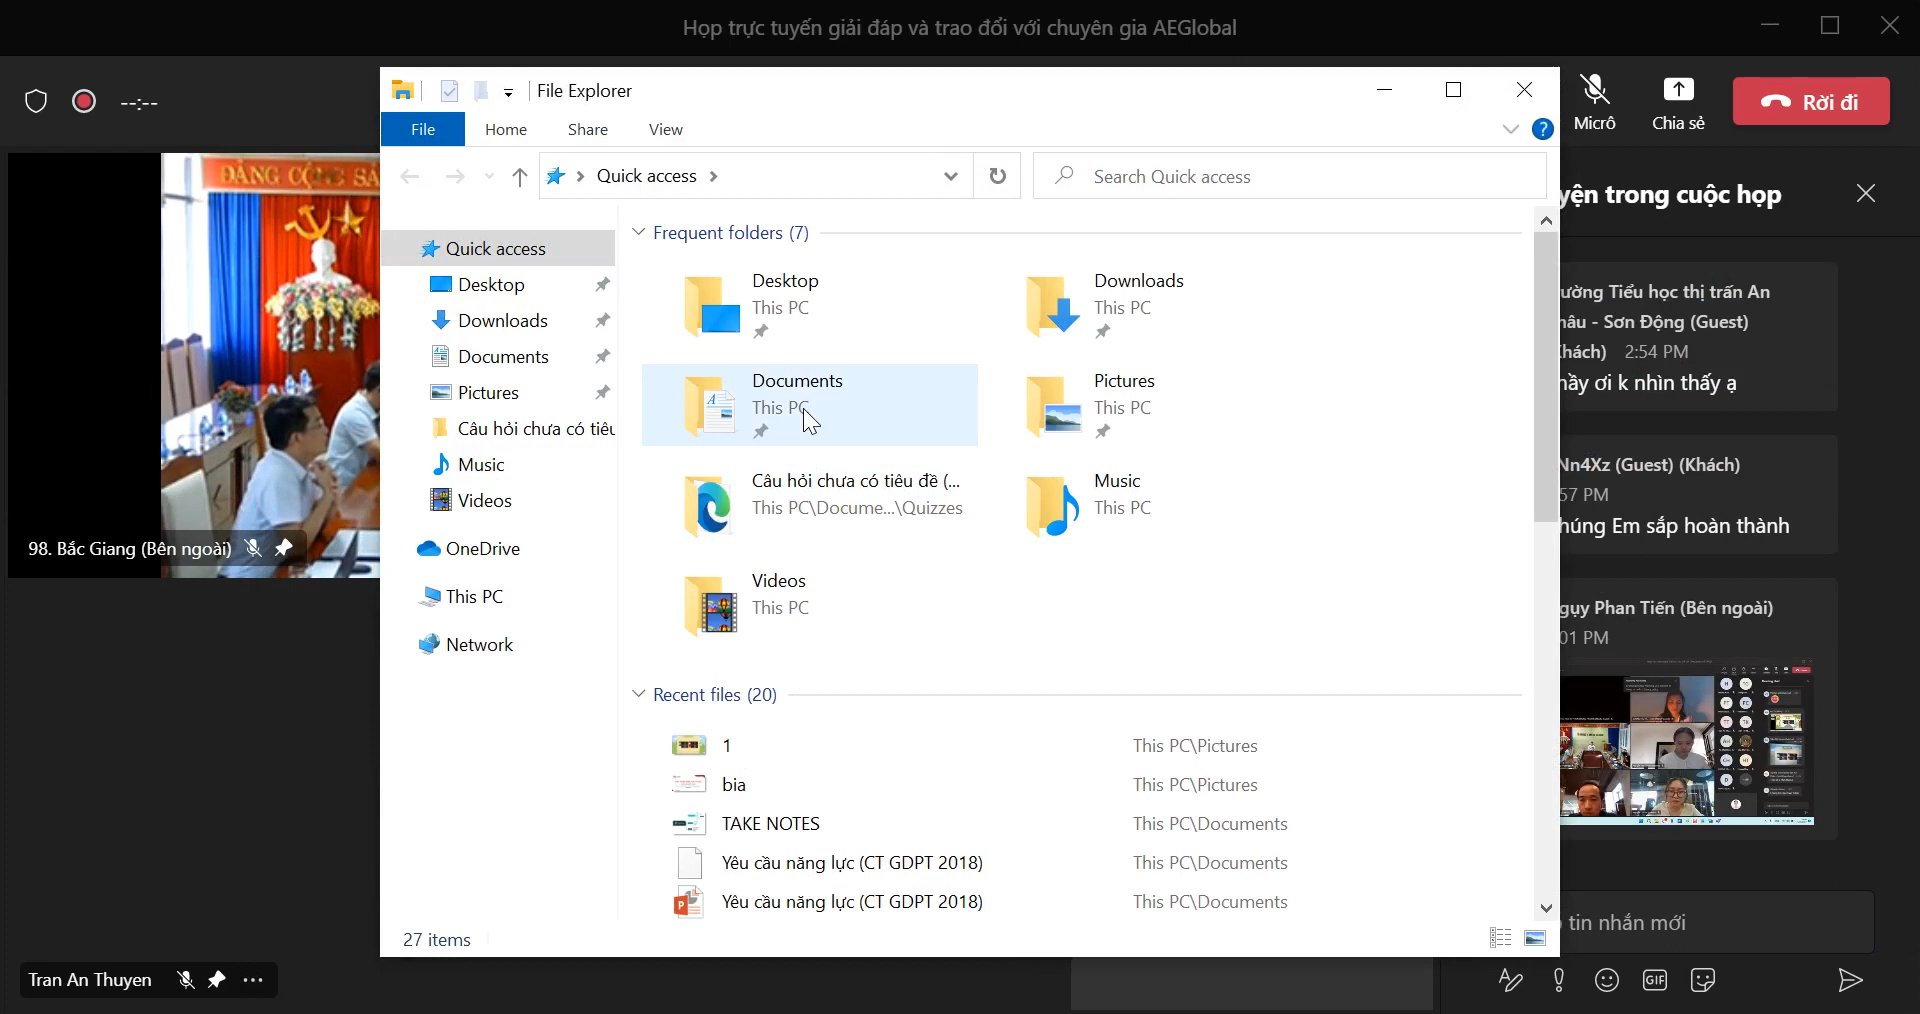 Họp trực tuyến giải đáp và trao đổi với chuyên gia AEGlobal
--:--
Micrô
Chia sẻ
Rời đi
File Explorer
File
Home
Share
View
Quick access
Search Quick access
Quick access
Desktop
Downloads
Documents
Pictures
Câu hỏi chưa có tiêu
Music
Videos
OneDrive
This PC
Network
Frequent folders (7)
Desktop
This PC
Downloads
This PC
Documents
This PC
Pictures
This PC
Câu hỏi chưa có tiêu đề (...
This PC\Docume...\Quizzes
Music
This PC
Videos
This PC
Recent files (20)
1
This PC\Pictures
bia
This PC\Pictures
TAKE NOTES
This PC\Documents
Yêu cầu năng lực (CT GDPT 2018)
This PC\Documents
Yêu cầu năng lực (CT GDPT 2018)
This PC\Documents
27 items
ĐẢNG CỘNG SẢ
98. Bắc Giang (Bên ngoài)
Tran An Thuyen
yện trong cuộc họp
ường Tiểu học thị trấn An
hâu - Sơn Động (Guest)
(hách) 2:54 PM
hầy ơi k nhìn thấy ạ
Nn4Xz (Guest) (Khách)
57 PM
húng Em sắp hoàn thành
gụy Phan Tiến (Bên ngoài)
01 PM
tin nhắn mới
GIF